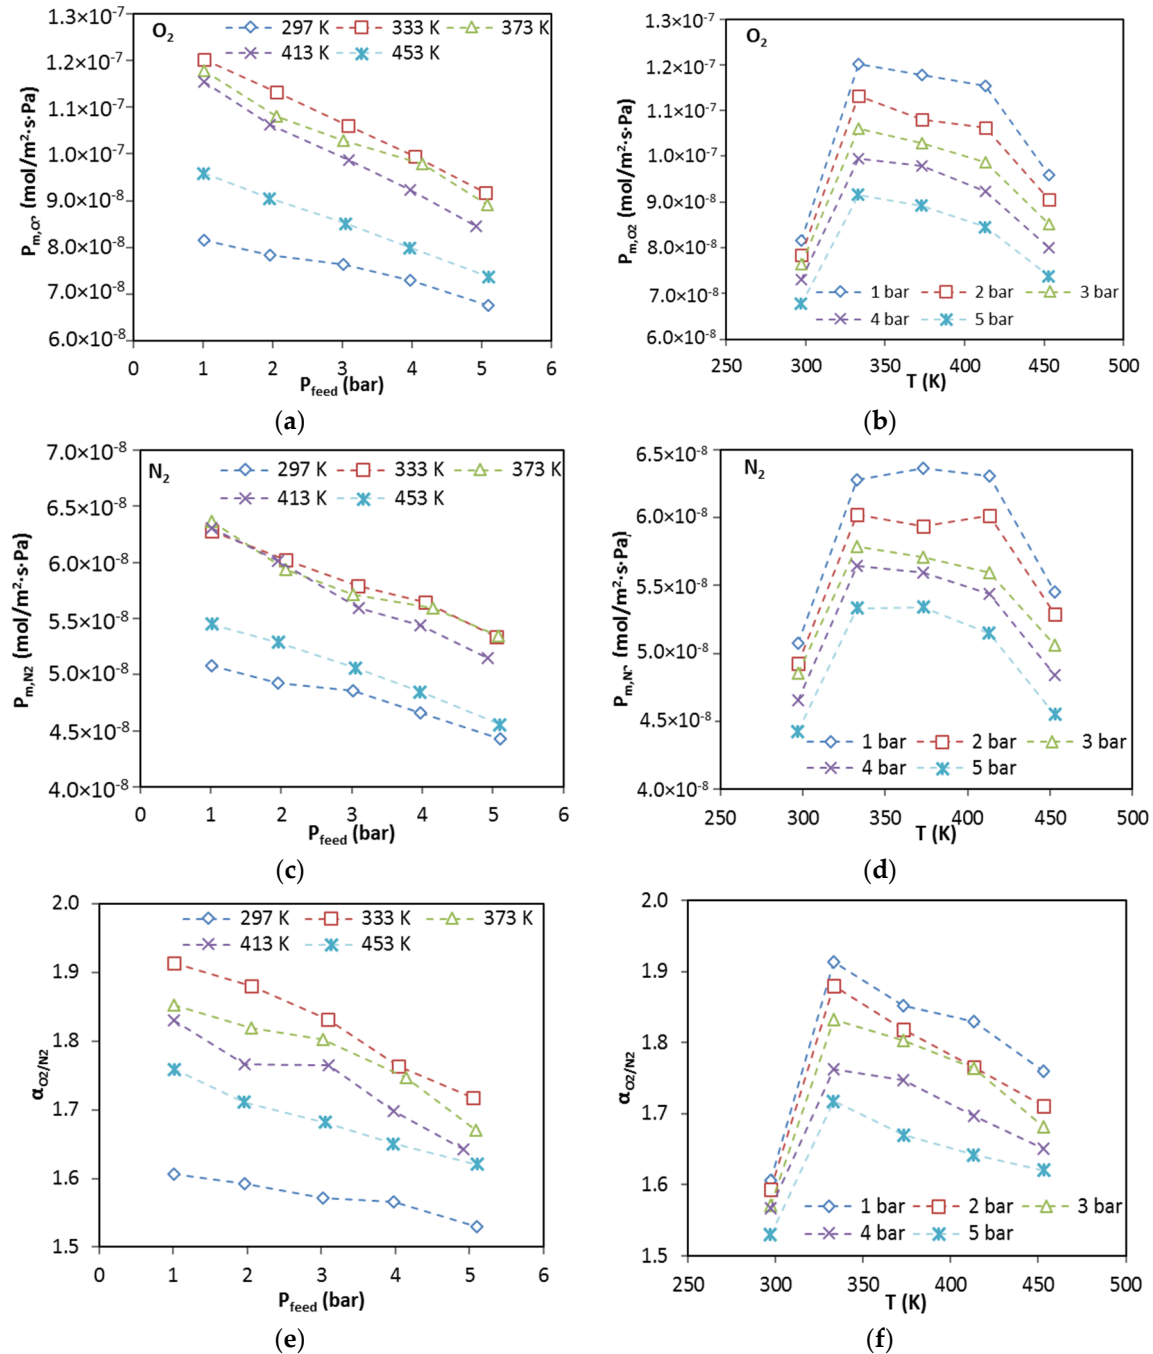 O₂
297 K 333 K 373 K
413 K 453 K
1.3×10⁻⁷
1.2×10⁻⁷
1.1×10⁻⁷
1.0×10⁻⁷
9.0×10⁻⁸
8.0×10⁻⁸
7.0×10⁻⁸
6.0×10⁻⁸
0 1 2 3 4 5 6
P_feed (bar)
(mol/m²·s·Pa)
(a)
O₂
1.3×10⁻⁷
1.2×10⁻⁷
1.1×10⁻⁷
1.0×10⁻⁷
9.0×10⁻⁸
8.0×10⁻⁸
7.0×10⁻⁸
6.0×10⁻⁸
P_m,O2 (mol/m²·s·Pa)
1 bar 2 bar 3 bar
4 bar 5 bar
250 300 350 400 450 500
T (K)
(b)
N₂
297 K 333 K 373 K
413 K 453 K
7.0×10⁻⁸
6.5×10⁻⁸
6.0×10⁻⁸
5.5×10⁻⁸
5.0×10⁻⁸
4.5×10⁻⁸
4.0×10⁻⁸
P_m,N2 (mol/m²·s·Pa)
0 1 2 3 4 5 6
P_feed (bar)
(c)
N₂
6.5×10⁻⁸
6.0×10⁻⁸
5.5×10⁻⁸
5.0×10⁻⁸
4.5×10⁻⁸
4.0×10⁻⁸
(mol/m²·s·Pa)
1 bar 2 bar 3 bar
4 bar 5 bar
250 300 350 400 450 500
T (K)
(d)
297 K 333 K 373 K
413 K 453 K
2.0
1.9
1.8
1.7
1.6
1.5
α_O2/N2
0 1 2 3 4 5 6
P_feed (bar)
(e)
2.0
1.9
1.8
1.7
1.6
1.5
α_O2/N2
1 bar 2 bar 3 bar
4 bar 5 bar
250 300 350 400 450 500
T (K)
(f)